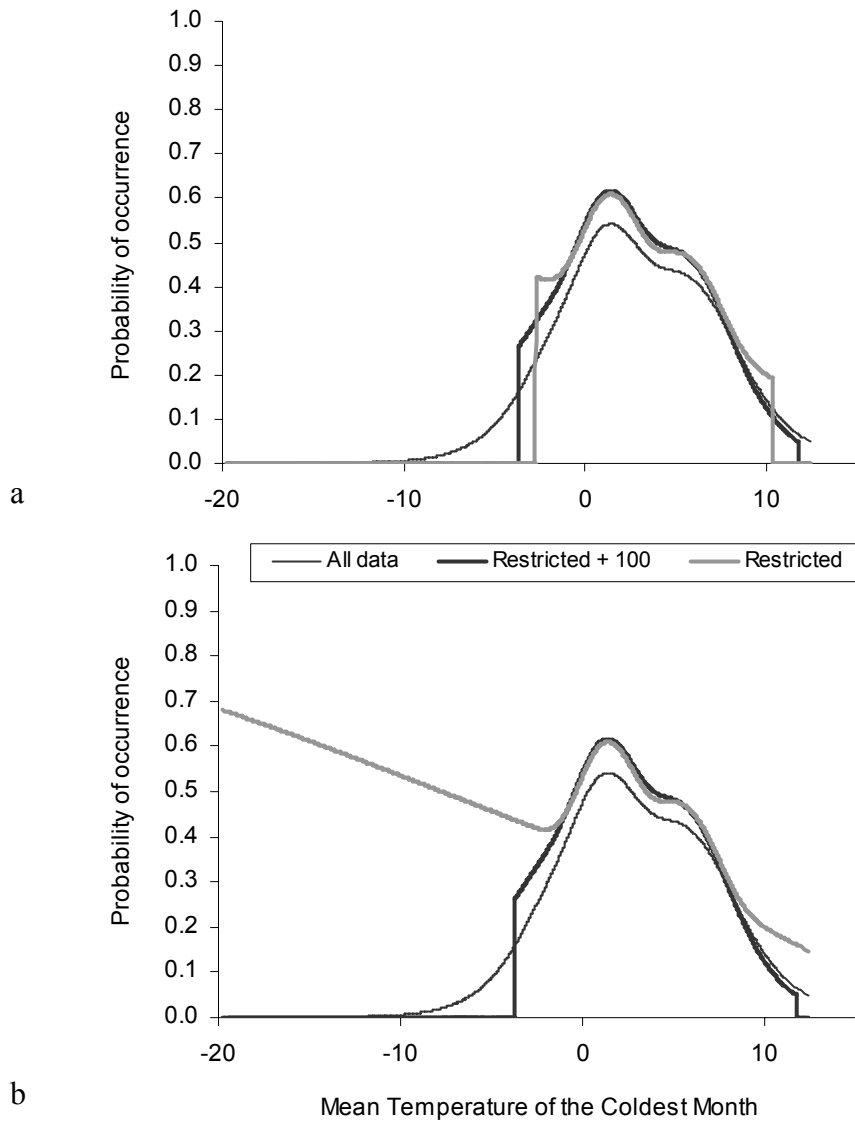 1.0
0.9
0.8
0.7
0.6
0.5
0.4
0.3
0.2
0.1
0.0
Probability of occurrence
-20 -10 0 10
a
All data Restricted + 100 Restricted
1.0
0.9
0.8
0.7
0.6
0.5
0.4
0.3
0.2
0.1
0.0
Probability of occurrence
-20 -10 0 10
b
Mean Temperature of the Coldest Month